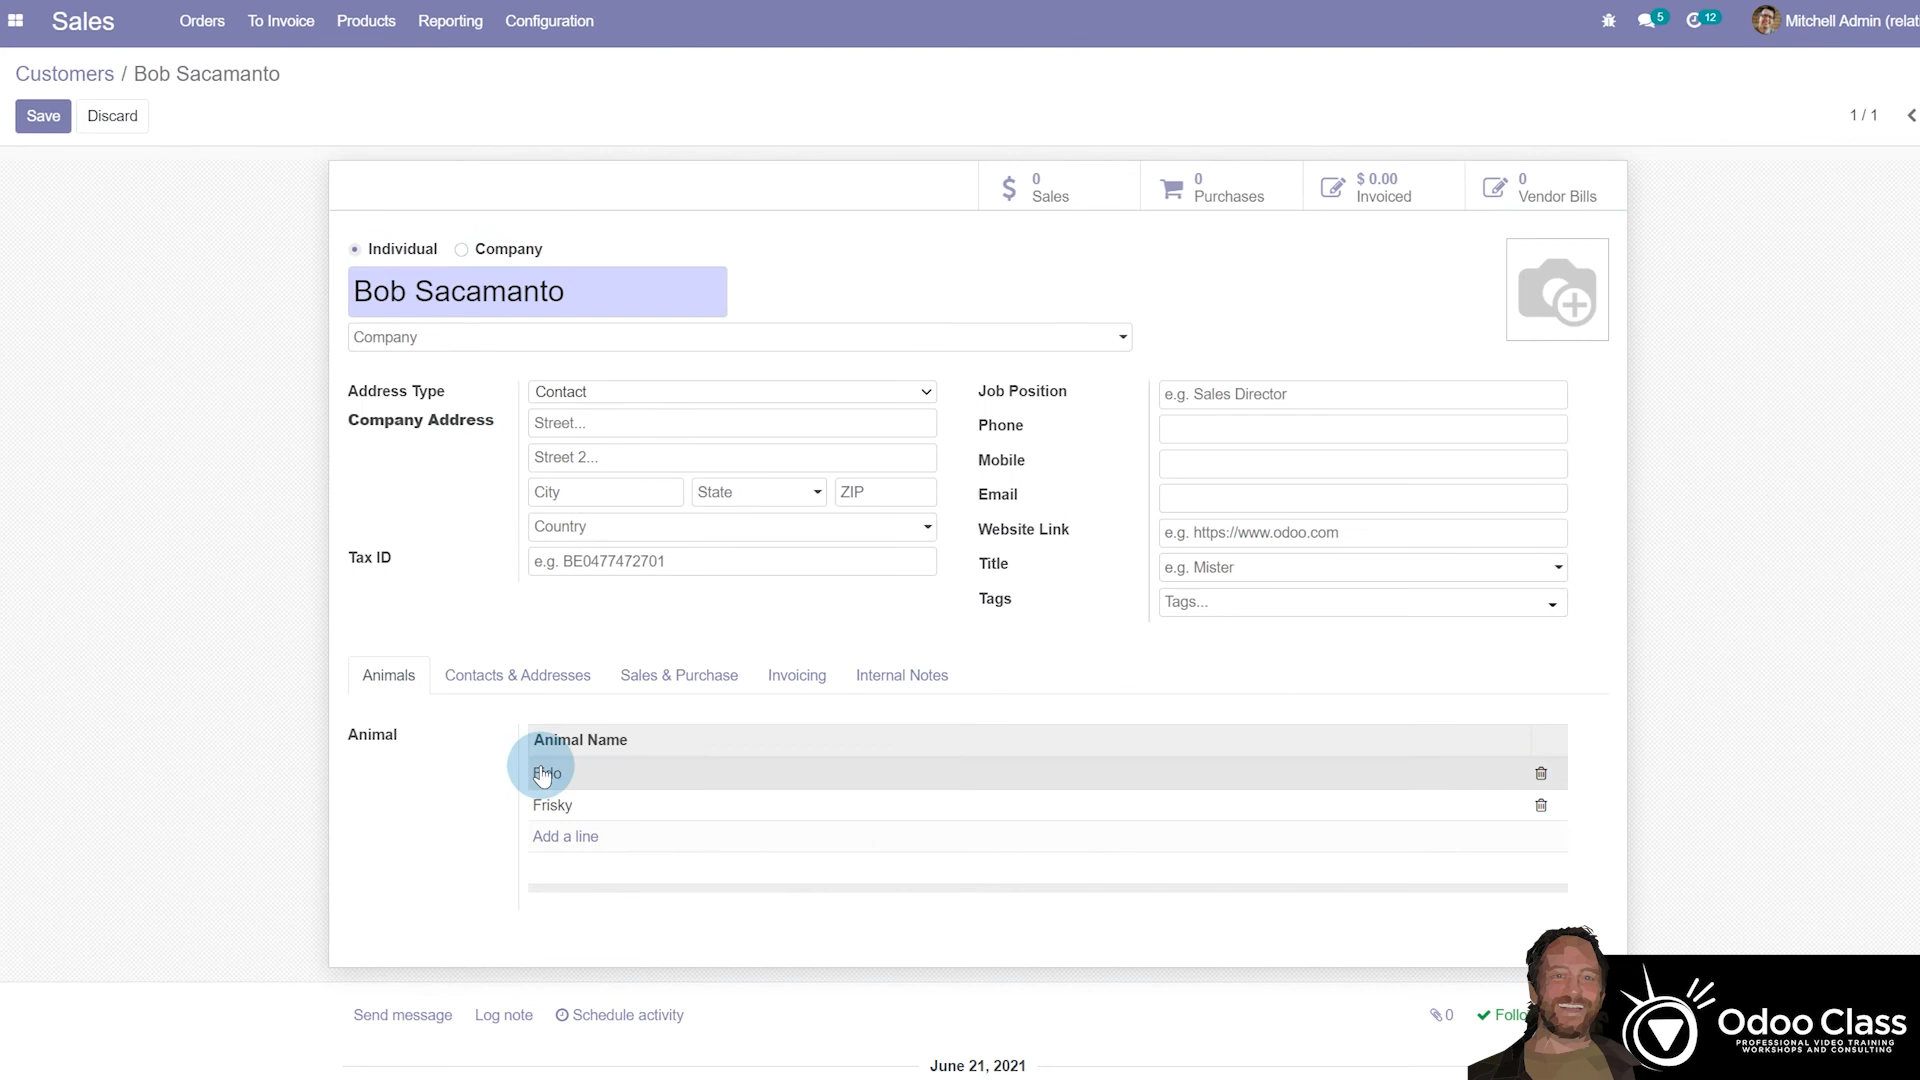 Sales Orders To Invoice Products Reporting Configuration 5 12 Mitchell Admin (relat
Customers / Bob Sacamanto
Save Discard 1 / 1
0
Sales
0
Purchases
$ 0.00
Invoiced
0
Vendor Bills
Individual Company
Bob Sacamanto
Company
Address Type Contact
Company Address Street...
Street 2...
City State ZIP
Country
Tax ID e.g. BE0477472701
Job Position e.g. Sales Director
Phone
Mobile
Email
Website Link e.g. https://www.odoo.com
Title e.g. Mister
Tags Tags...
Animals Contacts & Addresses Sales & Purchase Invoicing Internal Notes
Animal Animal Name
Frisky
Add a line
Send message Log note Schedule activity 0 Follo
June 21, 2021
Odoo Class
PROFESSIONAL VIDEO TRAINING
WORKSHOPS AND CONSULTING